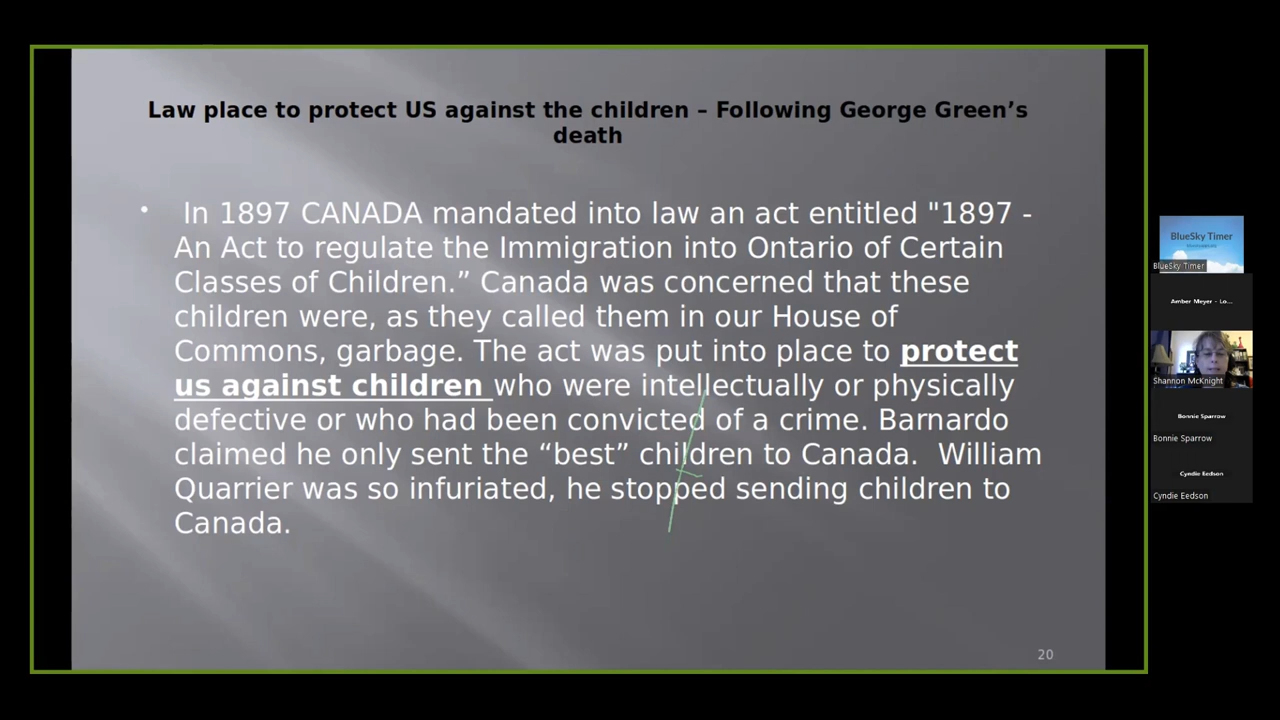 Law place to protect US against the children – Following George Green’s
death
• In 1897 CANADA mandated into law an act entitled "1897 -
An Act to regulate the Immigration into Ontario of Certain
Classes of Children.” Canada was concerned that these
children were, as they called them in our House of
Commons, garbage. The act was put into place to protect
us against children who were intellectually or physically
defective or who had been convicted of a crime. Barnardo
claimed he only sent the “best” children to Canada.  William
Quarrier was so infuriated, he stopped sending children to
Canada.
20
BlueSky Timer
BlueSky Timer
Amber Meyer - Lo...
Shannon McKnight
Bonnie Sparrow
Bonnie Sparrow
Cyndie Eedson
Cyndie Eedson